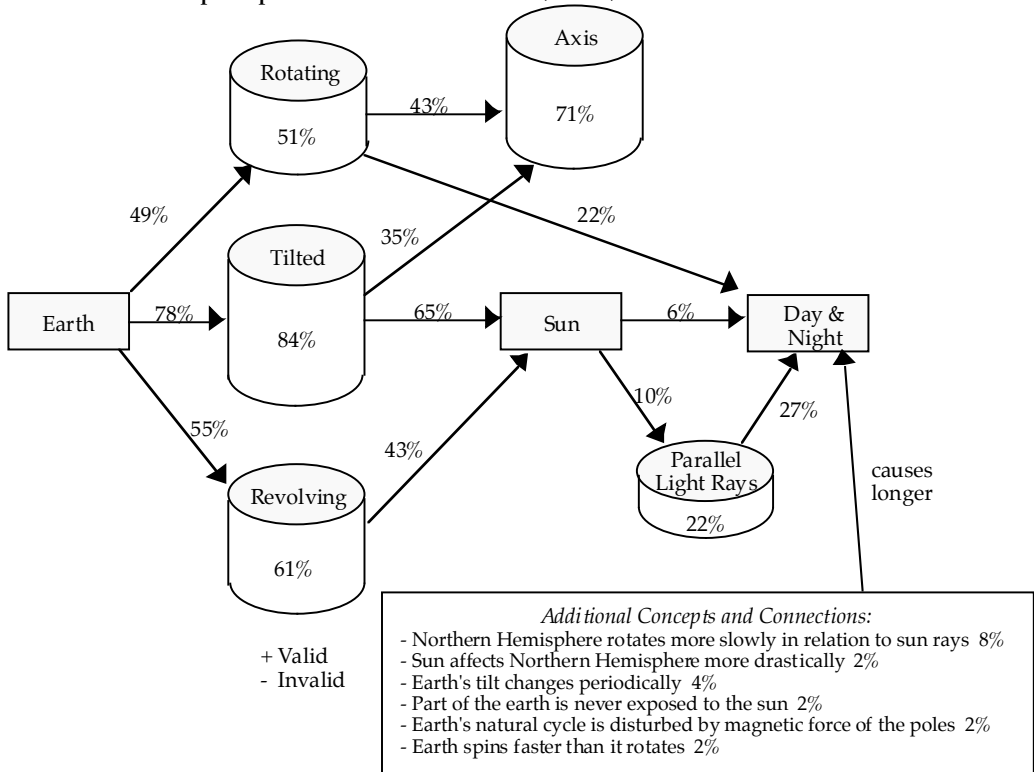 Axis
Rotating
43%
71%
51%
49%
22%
35%
Tilted
Earth
78%
65%
Sun
6%
Day &
Night
84%
10%
55%
27%
43%
Parallel
Light Rays
causes
longer
Revolving
22%
61%
Additional Concepts and Connections:
- Northern Hemisphere rotates more slowly in relation to sun rays 8%
- Sun affects Northern Hemisphere more drastically 2%
- Earth's tilt changes periodically 4%
- Part of the earth is never exposed to the sun 2%
- Earth's natural cycle is disturbed by magnetic force of the poles 2%
- Earth spins faster than it rotates 2%
+ Valid
- Invalid